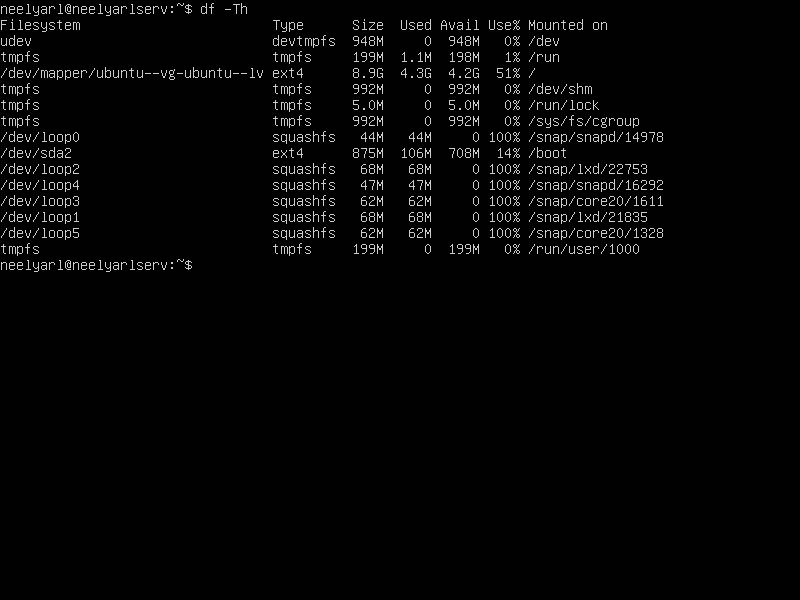 neelyarl@neelyarlserv:~$ df -Th
Filesystem                        Type      Size  Used Avail Use% Mounted on
udev                              devtmpfs  948M     0  948M   0% /dev
tmpfs                             tmpfs     199M  1.1M  198M   1% /run
/dev/mapper/ubuntu--vg-ubuntu--lv ext4      8.9G  4.3G  4.2G  51% /
tmpfs                             tmpfs     992M     0  992M   0% /dev/shm
tmpfs                             tmpfs     5.0M     0  5.0M   0% /run/lock
tmpfs                             tmpfs     992M     0  992M   0% /sys/fs/cgroup
/dev/loop0                        squashfs   44M   44M     0 100% /snap/snapd/14978
/dev/sda2                         ext4      875M  106M  708M  14% /boot
/dev/loop2                        squashfs   68M   68M     0 100% /snap/lxd/22753
/dev/loop4                        squashfs   47M   47M     0 100% /snap/snapd/16292
/dev/loop3                        squashfs   62M   62M     0 100% /snap/core20/1611
/dev/loop1                        squashfs   68M   68M     0 100% /snap/lxd/21835
/dev/loop5                        squashfs   62M   62M     0 100% /snap/core20/1328
tmpfs                             tmpfs     199M     0  199M   0% /run/user/1000
neelyarl@neelyarlserv:~$